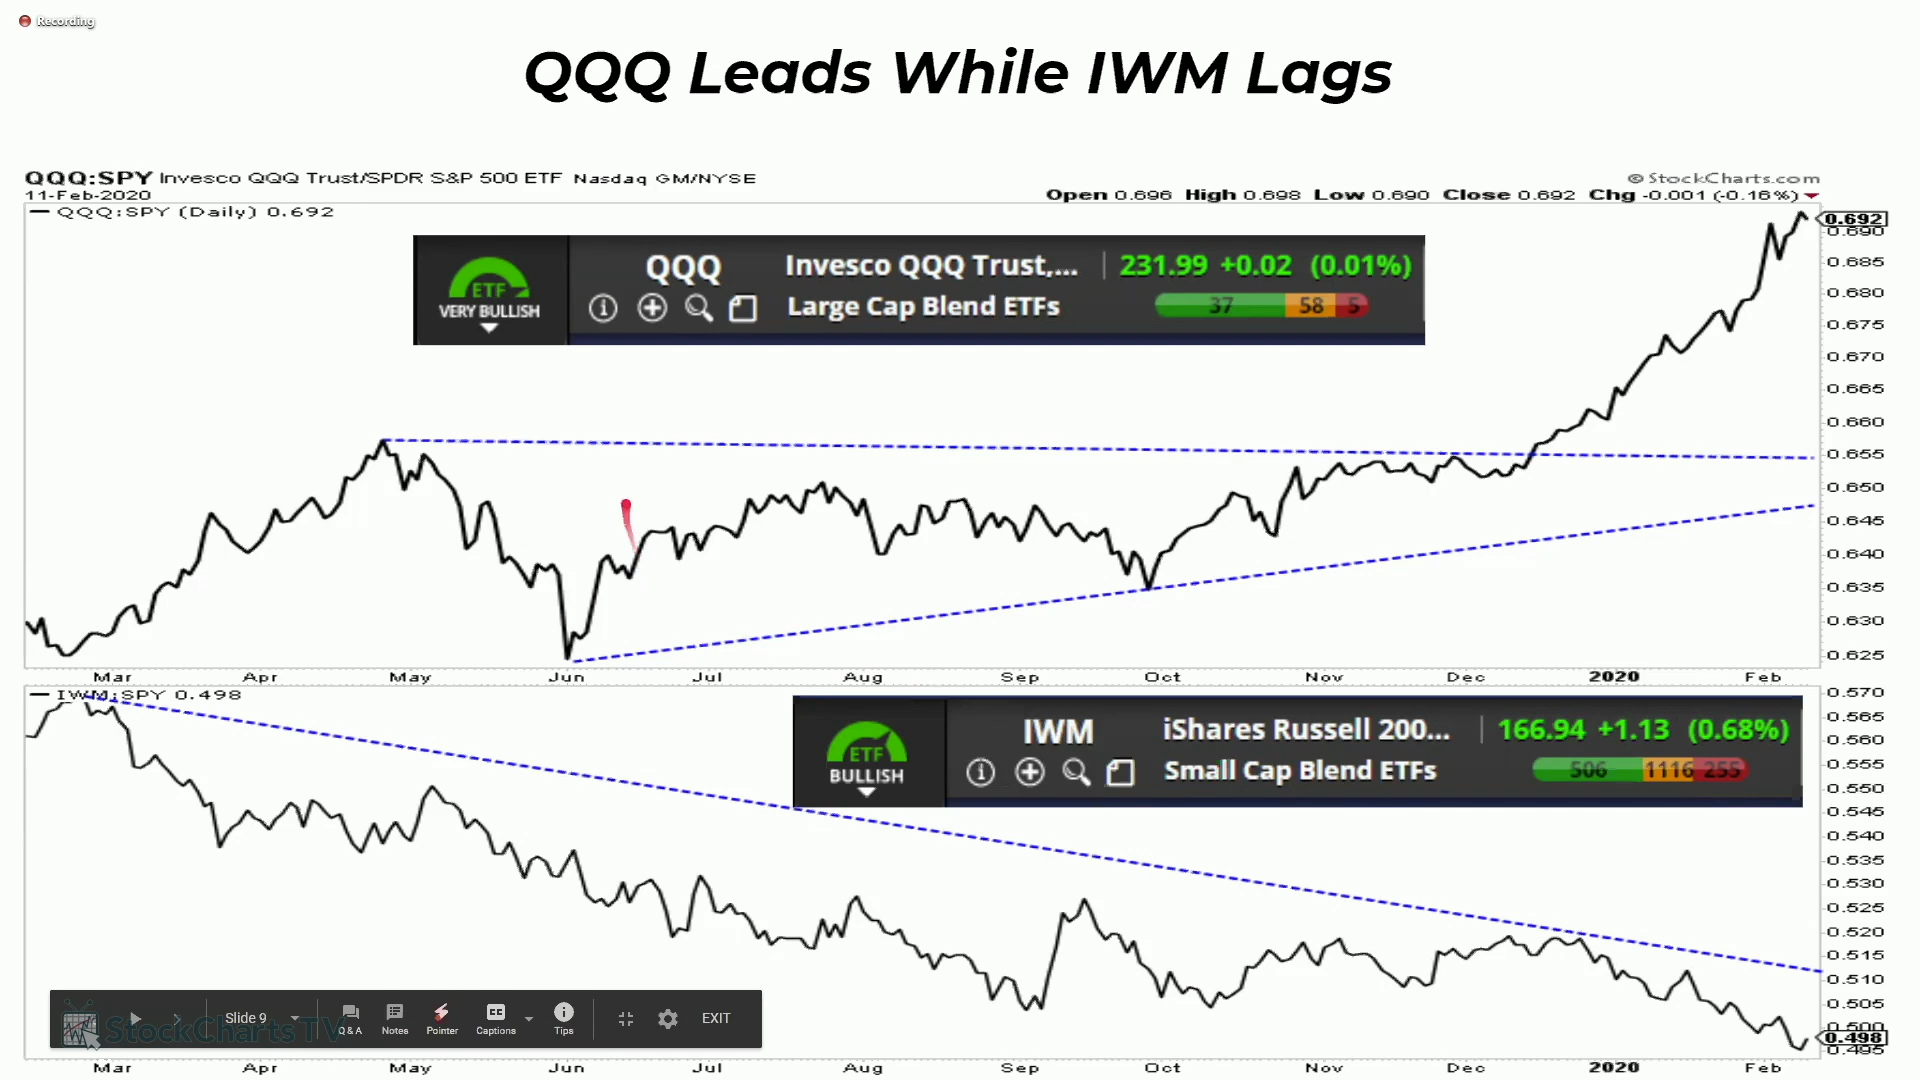 Recording
QQQ Leads While IWM Lags
QQQ:SPY Invesco QQQ Trust/SPDR S&P 500 ETF Nasdaq GM/NYSE
© StockCharts.com
11-Feb-2020
Open 0.696 High 0.698 Low 0.690 Close 0.692 Chg -0.001 (-0.16%)
QQQ:SPY (Daily) 0.692
0.692
0.690
0.685
0.680
0.675
0.670
0.665
0.660
0.655
0.650
0.645
0.640
0.635
0.630
0.625
ETF
VERY BULLISH
QQQ
Invesco QQQ Trust,...
231.99 +0.02 (0.01%)
Large Cap Blend ETFs
37 58 5
Mar Apr May Jun Jul Aug Sep Oct Nov Dec 2020 Feb
IWM:SPY 0.498
ETF
BULLISH
IWM
iShares Russell 200...
166.94 +1.13 (0.68%)
Small Cap Blend ETFs
506 1116 255
0.570
0.565
0.560
0.555
0.550
0.545
0.540
0.535
0.530
0.525
0.520
0.515
0.510
0.505
0.500
0.498
0.495
Slide 9
Q&A
Notes
Pointer
Captions
Tips
EXIT
StockCharts TV
Mar Apr May Jun Jul Aug Sep Oct Nov Dec 2020 Feb